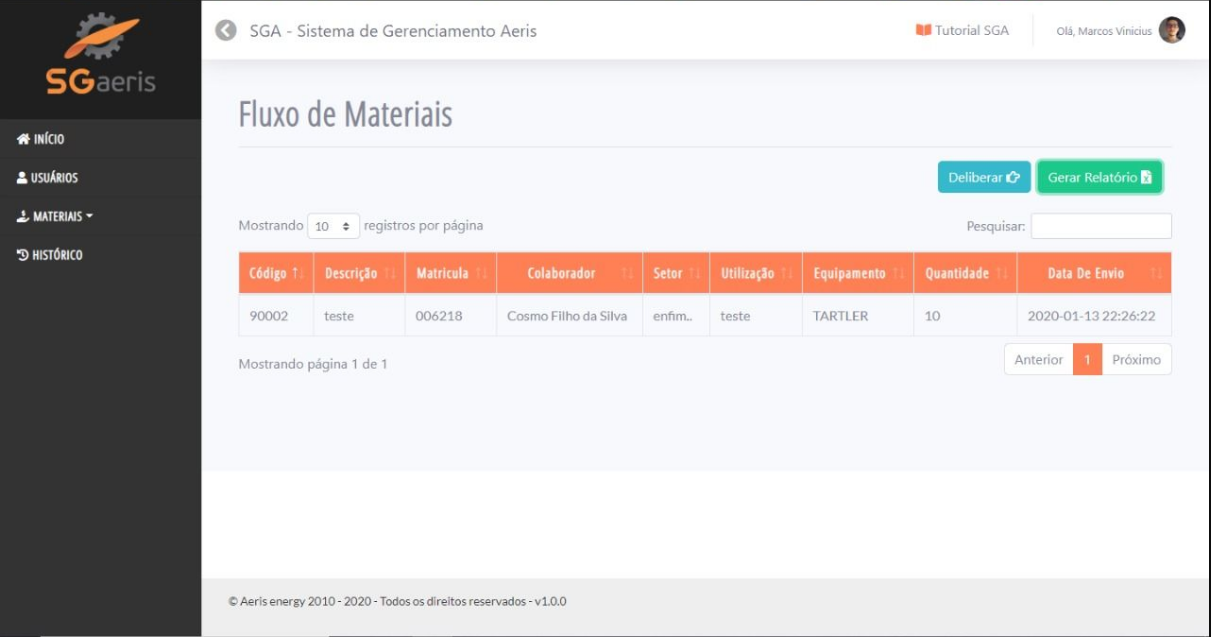 SGaeris
INÍCIO
USUÁRIOS
MATERIAIS
HISTÓRICO
SGA - Sistema de Gerenciamento Aeris
Tutorial SGA
Olá, Marcos Vinicius
Fluxo de Materiais
Deliberar
Gerar Relatório
Mostrando 10 registros por página
Pesquisar:
Código Descrição Matricula Colaborador Setor Utilização Equipamento Quantidade Data De Envio
90002 teste 006218 Cosmo Filho da Silva enfim.. teste TARTLER 10 2020-01-13 22:26:22
Mostrando página 1 de 1
Anterior 1 Próximo
© Aeris energy 2010 - 2020 - Todos os direitos reservados - v1.0.0